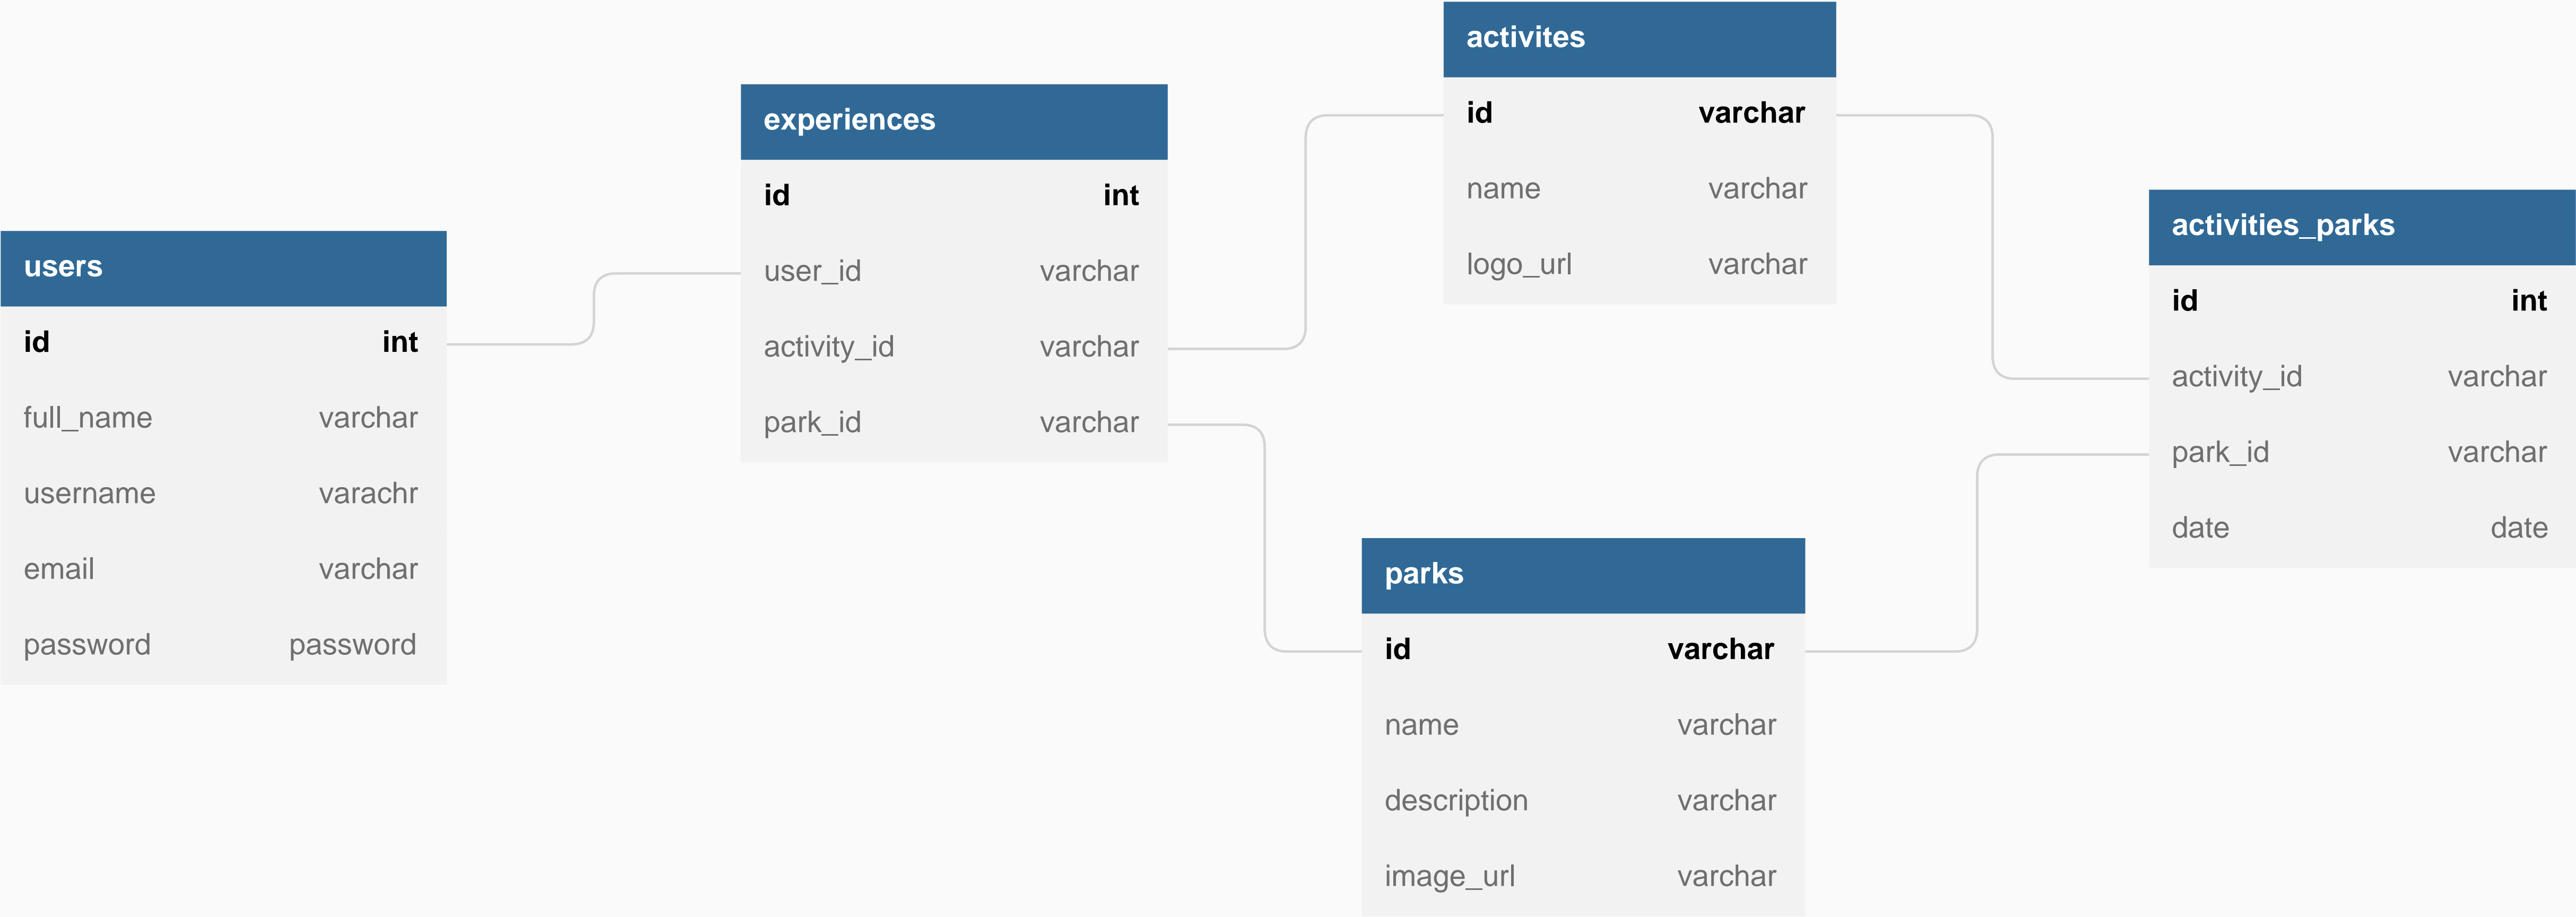 users
id int
full_name varchar
username varachr
email varchar
password password
experiences
id int
user_id varchar
activity_id varchar
park_id varchar
activites
id varchar
name varchar
logo_url varchar
parks
id varchar
name varchar
description varchar
image_url varchar
activities_parks
id int
activity_id varchar
park_id varchar
date date